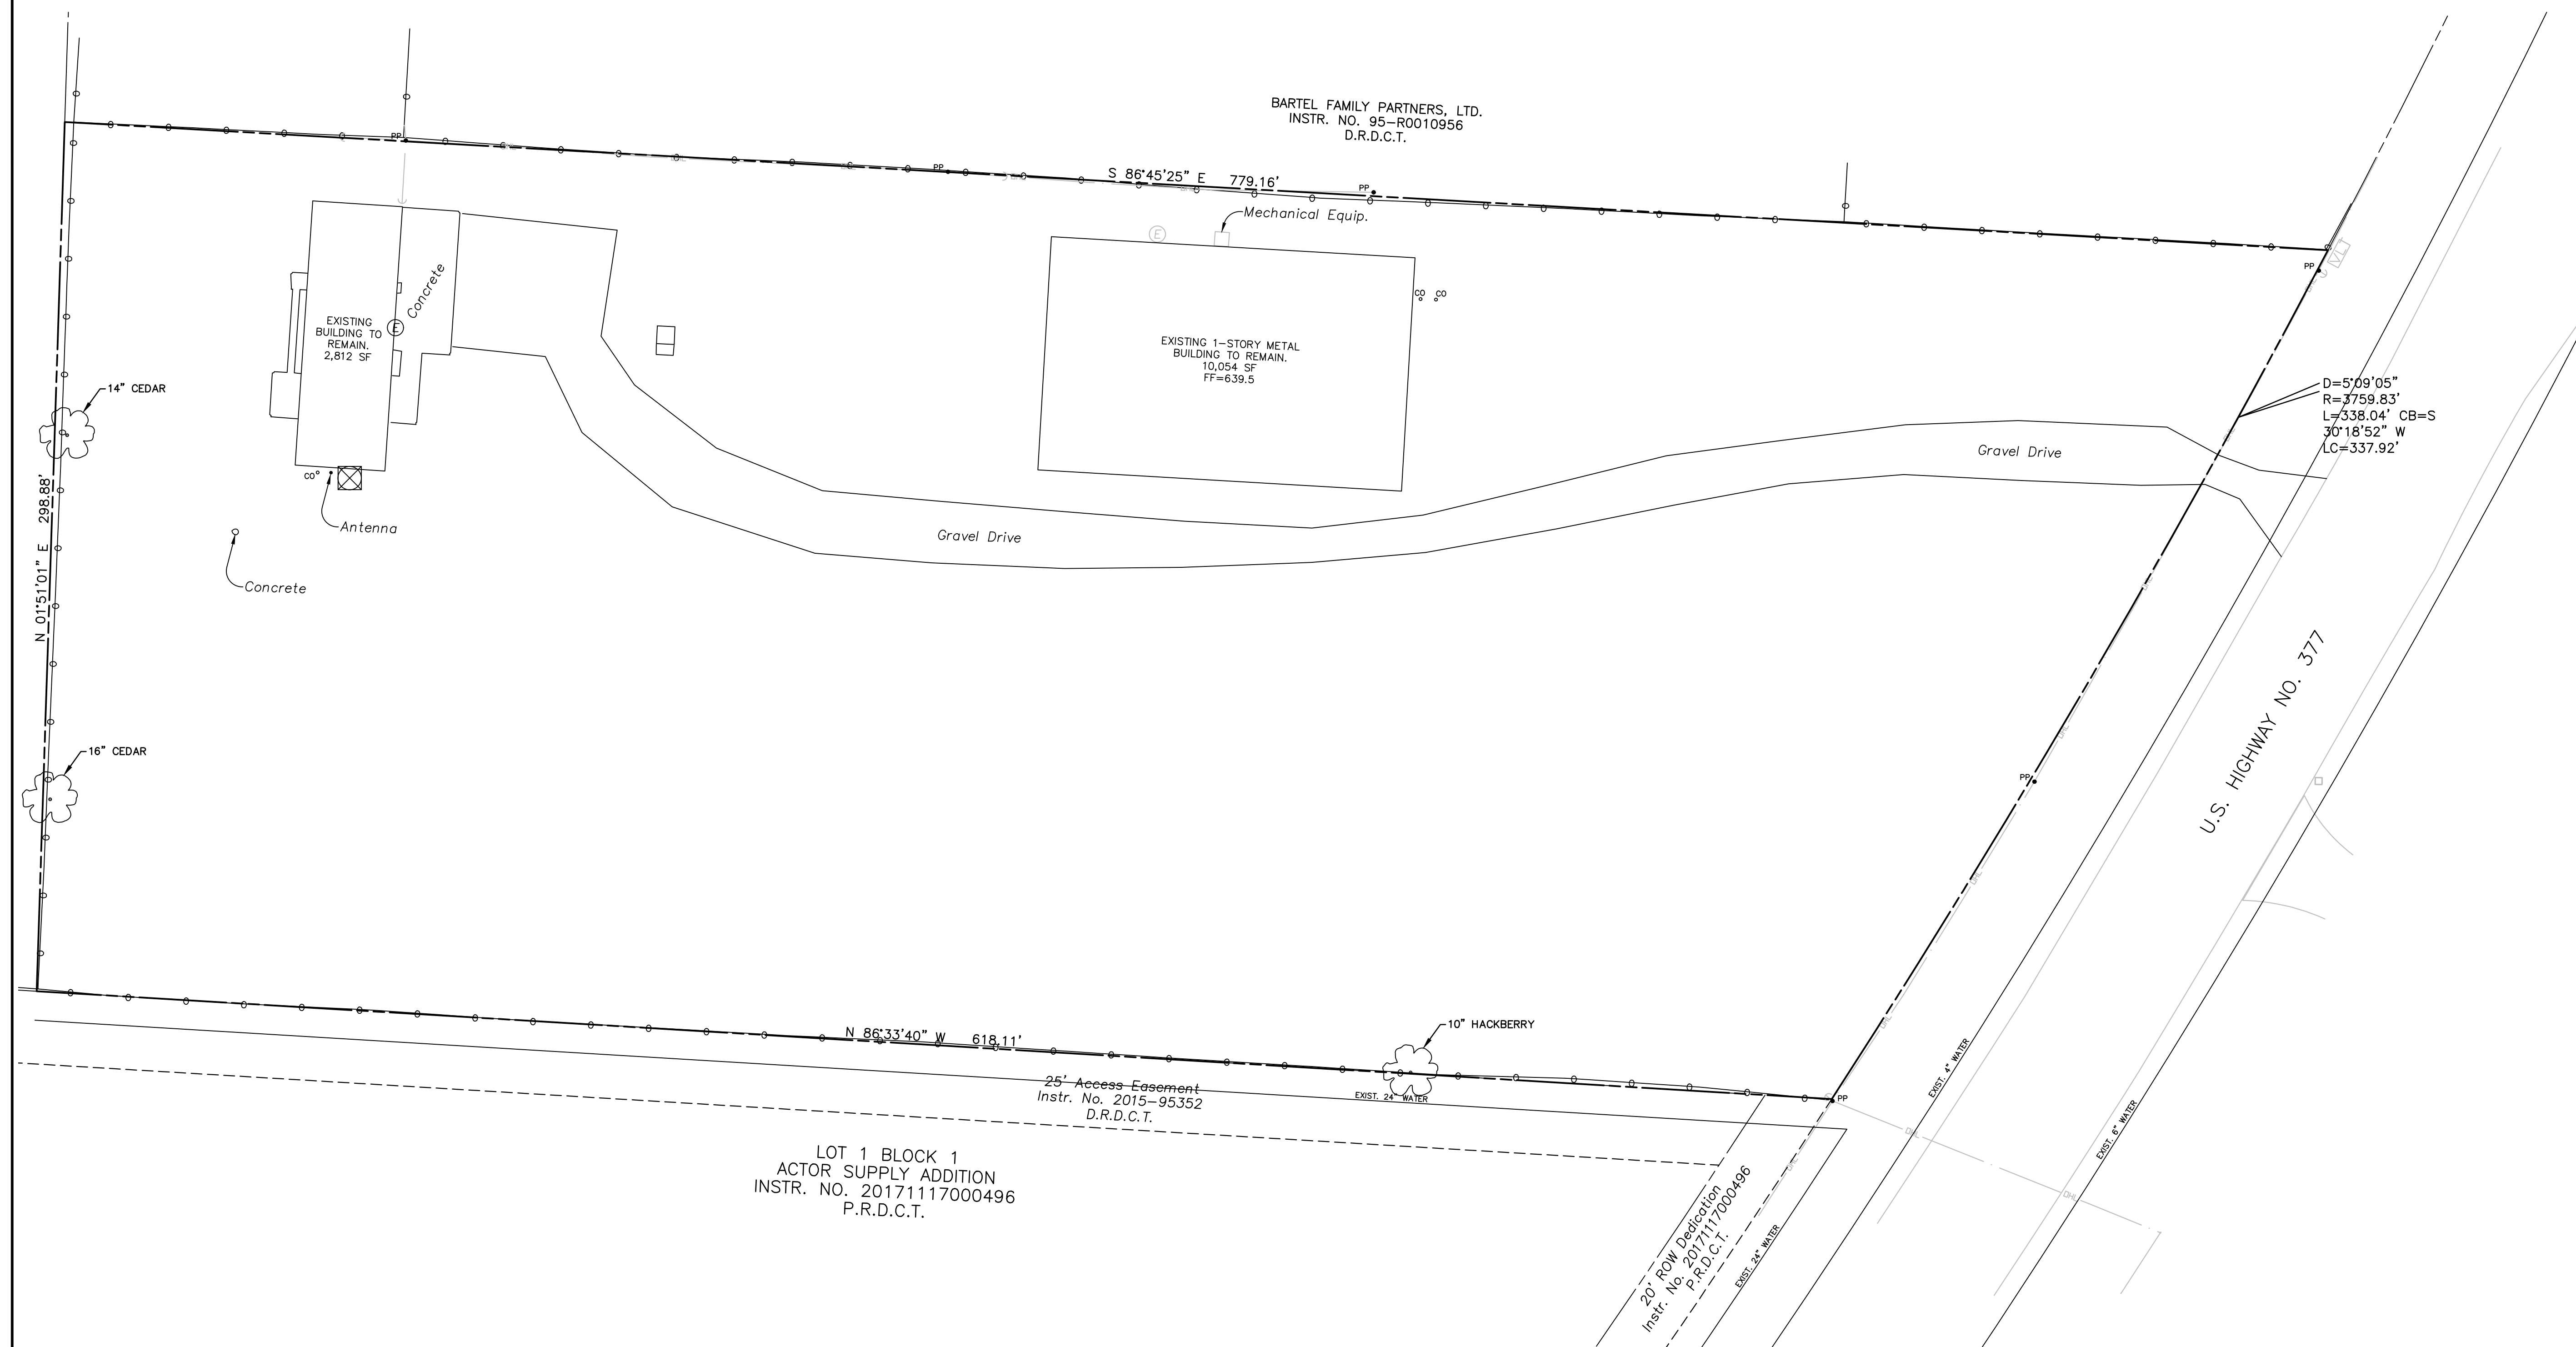 BARTEL FAMILY PARTNERS, LTD.
INSTR. NO. 95-R0010956
D.R.D.C.T.
PP
PP
S 86°45'25" E 779.16'
PP
Mechanical Equip.
E
PP
CO CO
Concrete
E
EXISTING
BUILDING TO
REMAIN.
2,812 SF
EXISTING 1-STORY METAL
BUILDING TO REMAIN.
10,054 SF
FF=639.5
14" CEDAR
D=5°09'05"
R=3759.83'
L=338.04' CB=S
30°18'52" W
LC=337.92'
Gravel Drive
CO
Antenna
Gravel Drive
Concrete
N 01°51'01" E 298.88'
U.S. HIGHWAY NO. 377
16" CEDAR
PP
OHL
OHL
OHL
10" HACKBERRY
N 86°33'40" W 618.11'
25' Access Easement
Instr. No. 2015-95352
D.R.D.C.T.
EXIST. 24" WATER
PP
EXIST. 4" WATER
EXIST. 6" WATER
OHL
OHL
OHL
LOT 1 BLOCK 1
ACTOR SUPPLY ADDITION
INSTR. NO. 20171117000496
P.R.D.C.T.
20' ROW Dedication
Instr. No. 20171117000496
P.R.D.C.T.
EXIST. 24" WATER